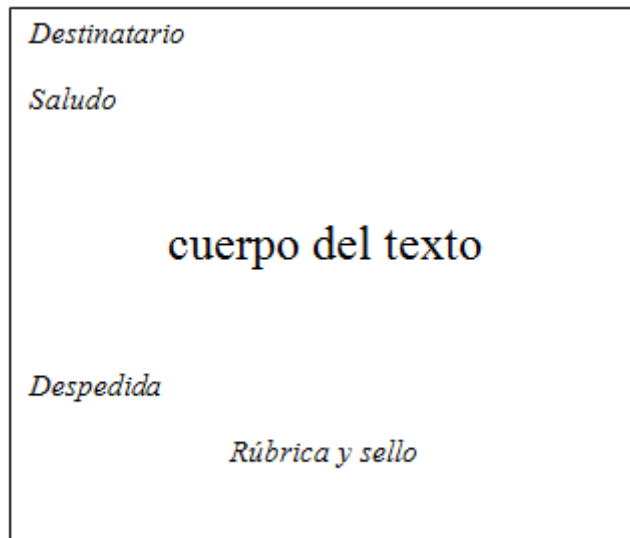 Destinatario
Saludo
cuerpo del texto
Despedida
Rúbrica y sello